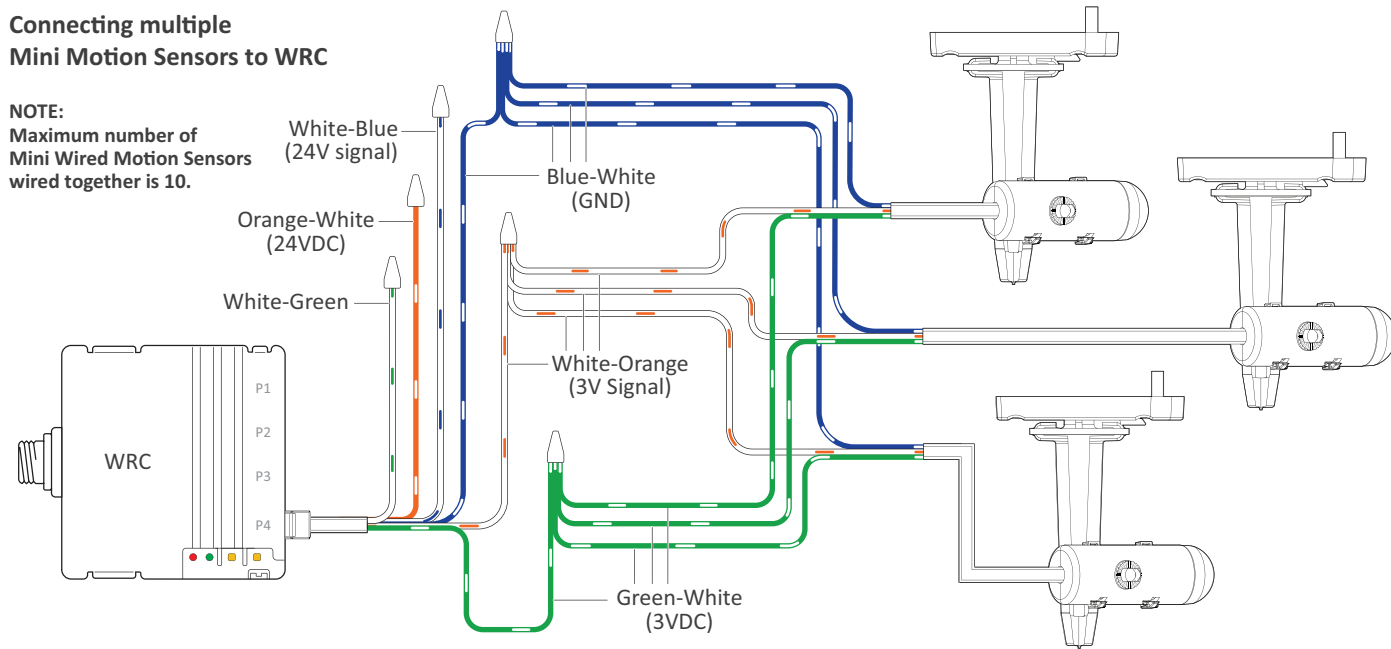 Connecting multiple
Mini Motion Sensors to WRC
NOTE:
Maximum number of
Mini Wired Motion Sensors
wired together is 10.
White-Blue
(24V signal)
Orange-White
(24VDC)
White-Green
Blue-White
(GND)
White-Orange
(3V Signal)
Green-White
(3VDC)
WRC
P1
P2
P3
P4